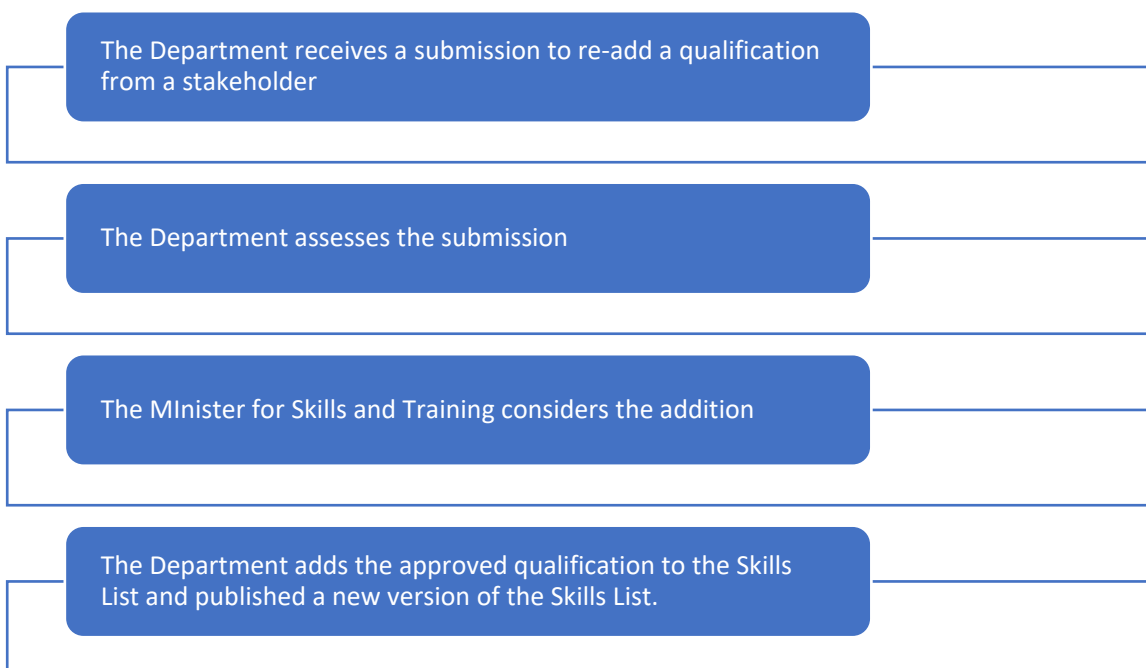 The Department receives a submission to re-add a qualification
from a stakeholder
The Department assesses the submission
The MInister for Skills and Training considers the addition
The Department adds the approved qualification to the Skills
List and published a new version of the Skills List.